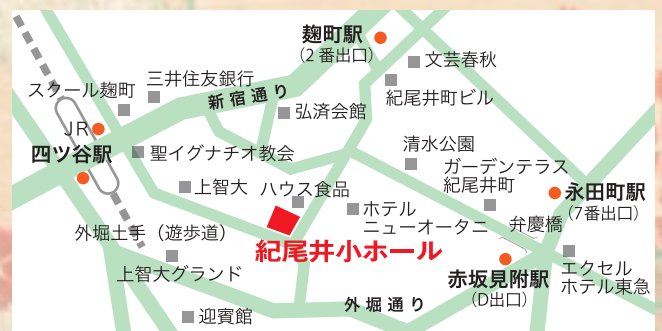 麹町駅
(2番出口)
文芸春秋
三井住友銀行
スクール麹町
新宿通り
紀尾井町ビル
弘済会館
JR
四ツ谷駅
聖イグナチオ教会
清水公園
ガーデンテラス
紀尾井町
上智大
ハウス食品
永田町駅
(7番出口)
ホテル
ニューオータニ
弁慶橋
外堀土手（遊歩道）
紀尾井小ホール
上智大グランド
赤坂見附駅
(D出口)
エクセル
ホテル東急
外堀通り
迎賓館